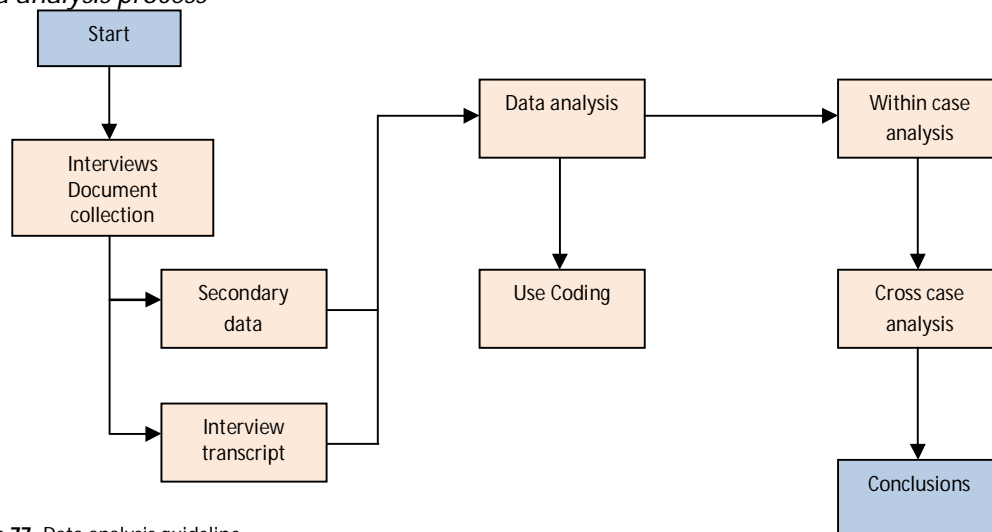 analysis process
Start
Interviews
Document
collection
Secondary
data
Interview
transcript
Data analysis
Use Coding
Within case
analysis
Cross case
analysis
Conclusions
77 Data analysis guideline